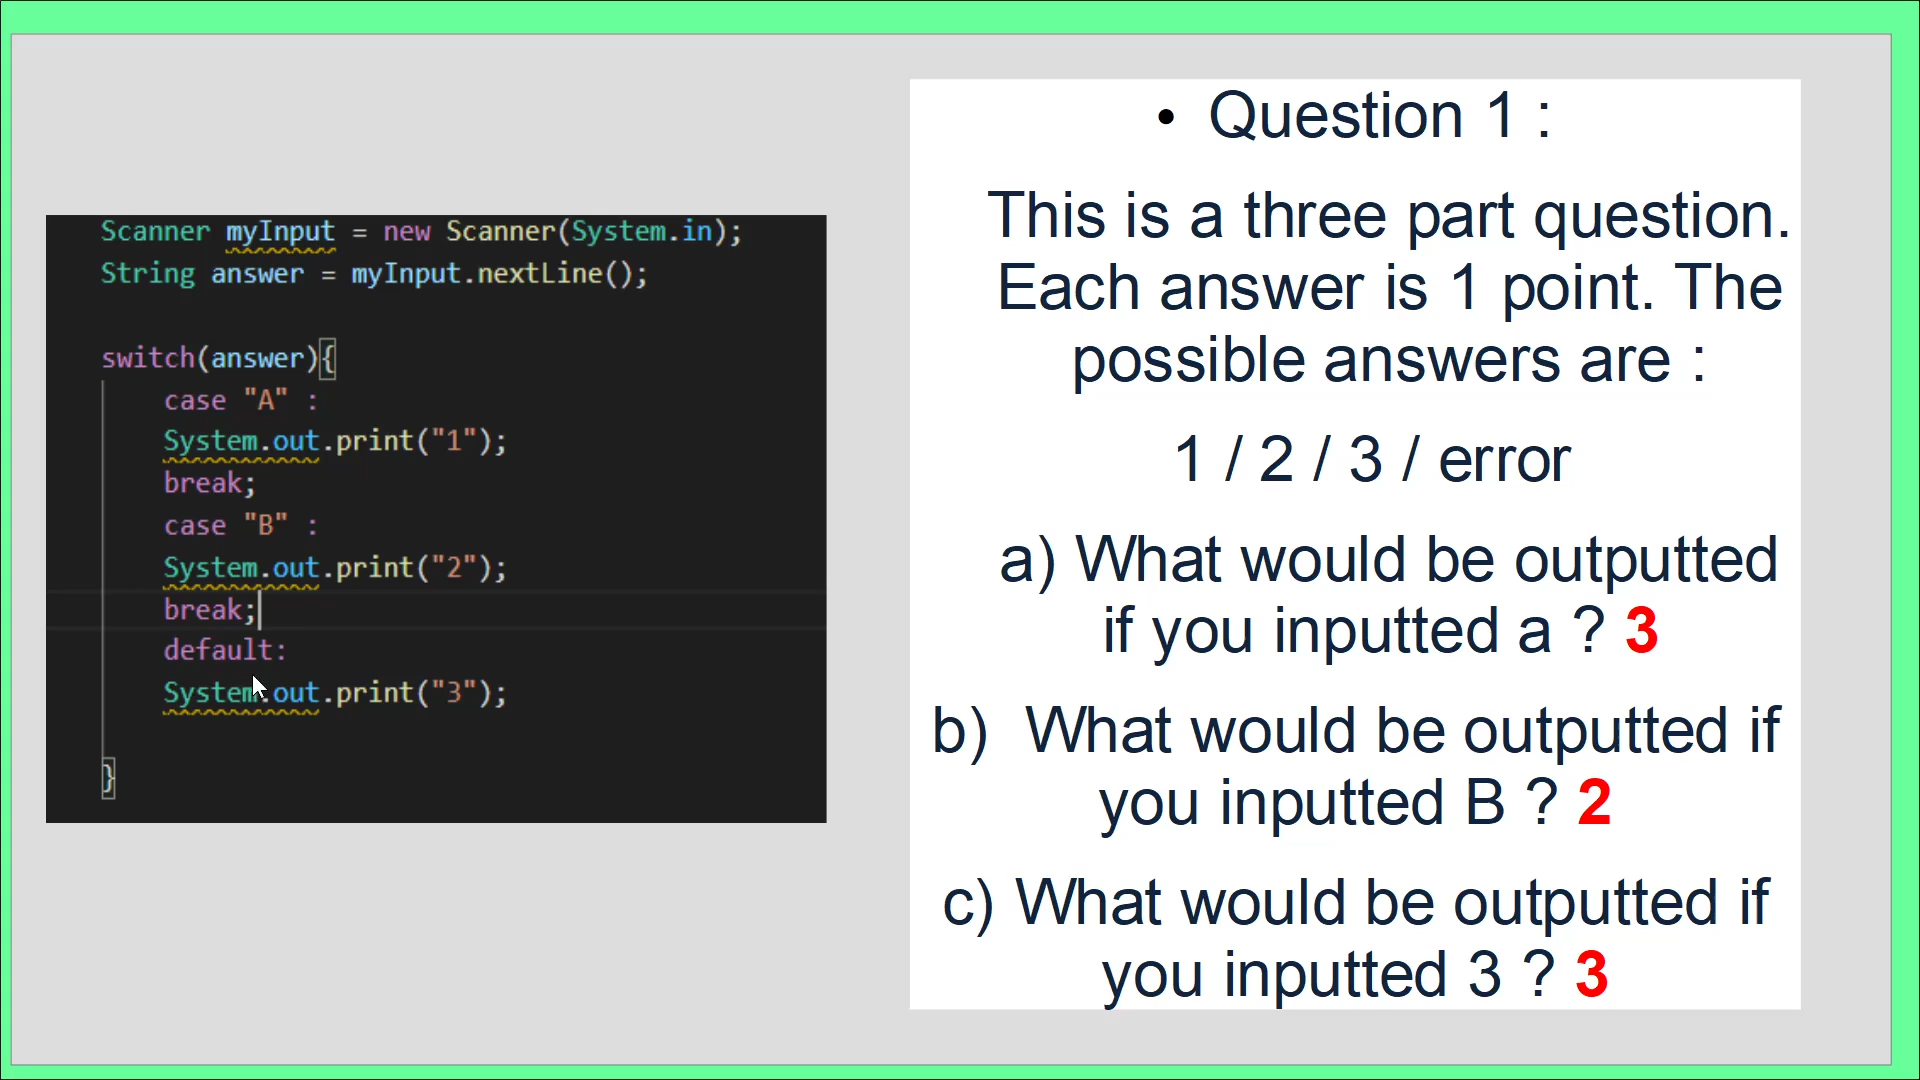 Scanner myInput = new Scanner(System.in);
String answer = myInput.nextLine();
switch(answer){
case "A" :
System.out.print("1");
break;
case "B" :
System.out.print("2");
break;
default:
System.out.print("3");
}
• Question 1 :
This is a three part question.
Each answer is 1 point. The
possible answers are :
1 / 2 / 3 / error
a) What would be outputted
if you inputted a ? 3
b) What would be outputted if
you inputted B ? 2
c) What would be outputted if
you inputted 3 ? 3